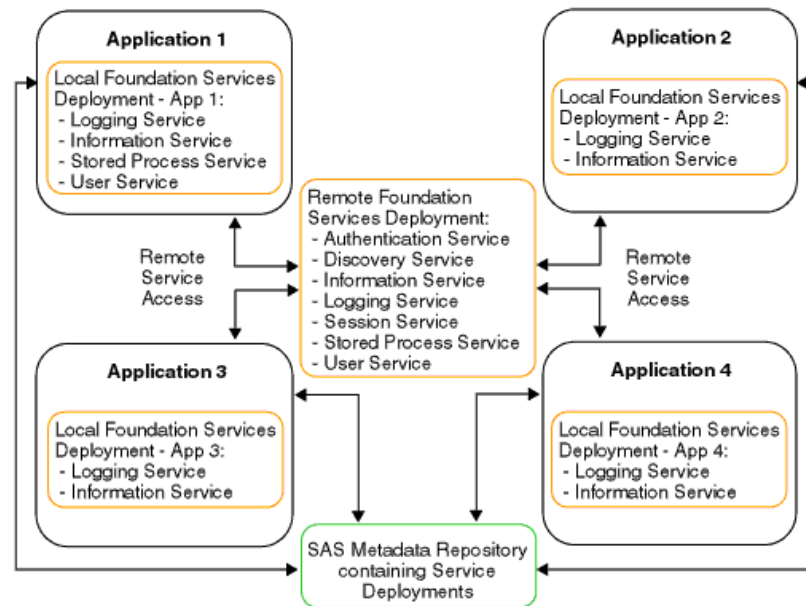 Application 1
Local Foundation Services
Deployment - App 1:
- Logging Service
- Information Service
- Stored Process Service
- User Service
Application 2
Local Foundation Services
Deployment - App 2:
- Logging Service
- Information Service
Remote Foundation
Services Deployment:
- Authentication Service
- Discovery Service
- Information Service
- Logging Service
- Session Service
- Stored Process Service
- User Service
Remote
Service
Access
Remote
Service
Access
Application 3
Local Foundation Services
Deployment - App 3:
- Logging Service
- Information Service
Application 4
Local Foundation Services
Deployment - App 4:
- Logging Service
- Information Service
SAS Metadata Repository
containing Service
Deployments